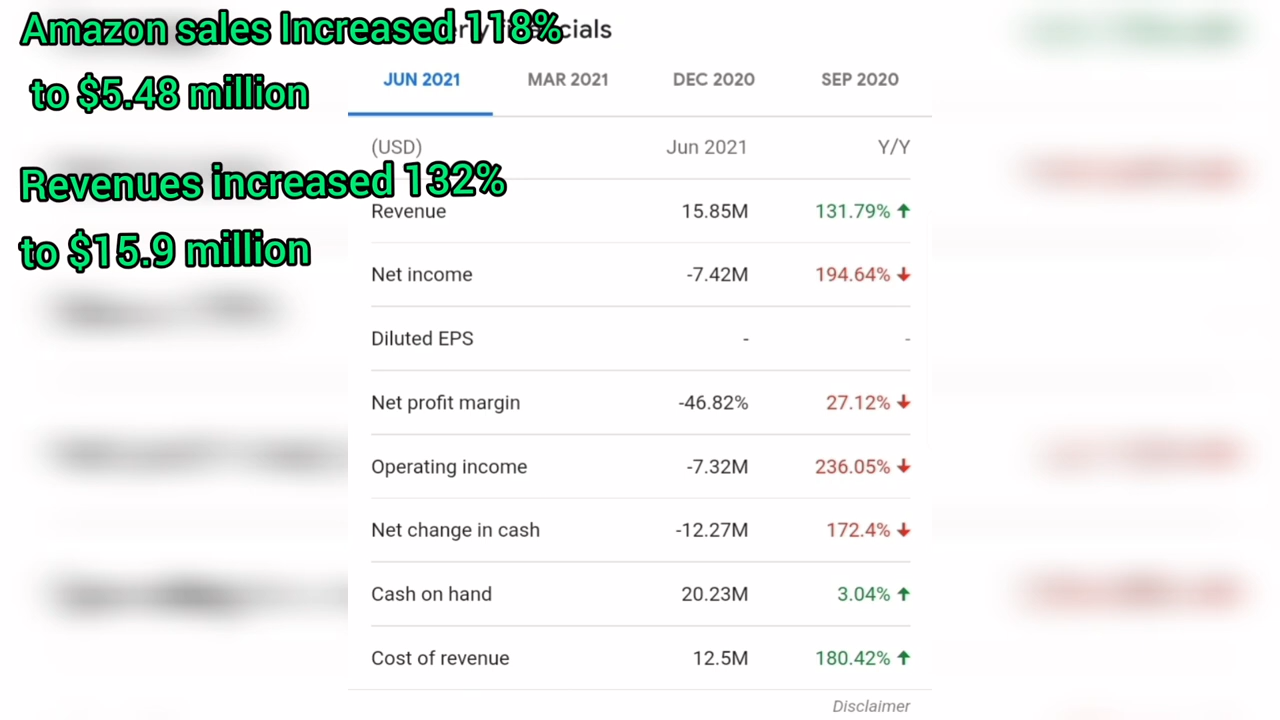 Amazon sales Increased 118%
to $5.48 million
Revenues increased 132%
to $15.9 million
JUN 2021 MAR 2021 DEC 2020 SEP 2020
(USD) Jun 2021 Y/Y
Revenue 15.85M 131.79% ↑
Net income -7.42M 194.64% ↓
Diluted EPS - -
Net profit margin -46.82% 27.12% ↓
Operating income -7.32M 236.05% ↓
Net change in cash -12.27M 172.4% ↓
Cash on hand 20.23M 3.04% ↑
Cost of revenue 12.5M 180.42% ↑
Disclaimer